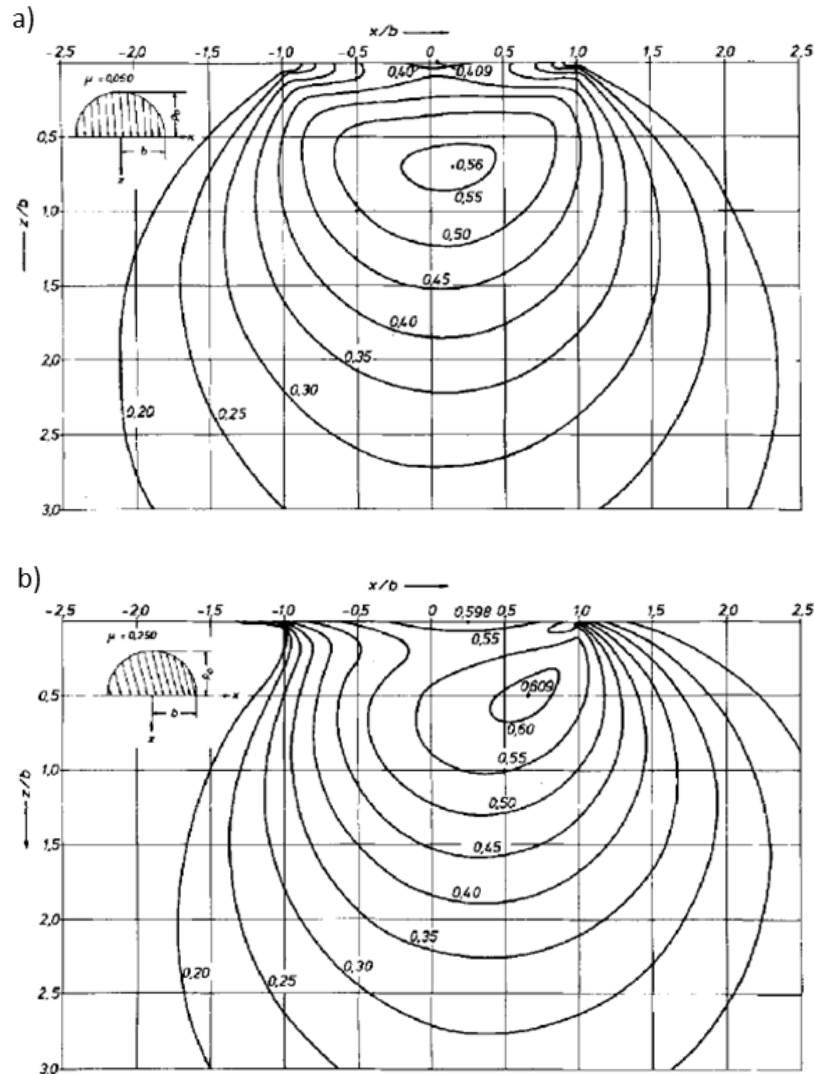 a)
x/b
-2,5 -2,0 -1,5 -1,0 -0,5 0 0,5 1,0 1,5 2,0 2,5
μ = 0,050
0,40 0,409
p₀
0,5
x
b
z
0,56
0,55
1,0
z/b
0,50
0,45
1,5
0,40
0,35
2,0
0,30
0,20 0,25
2,5
3,0
b)
x/b
-2,5 -2,0 -1,5 -1,0 -0,5 0 0,598 0,5 1,0 1,5 2,0 2,5
μ = 0,250
0,55
p₀
0,5
x
b
z
0,609
0,60
0,55
1,0
z/b
0,50
1,5
0,45
0,40
2,0
0,35
0,20 0,25 0,30
2,5
3,0